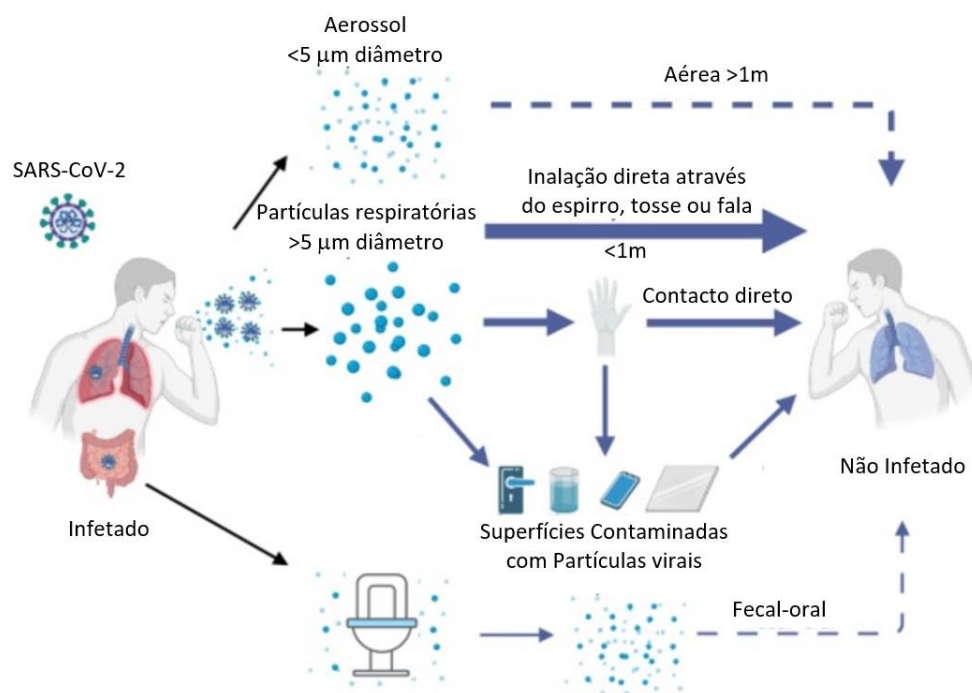 Aerossol
<5 μm diâmetro
Aérea >1m
SARS-CoV-2
Inalação direta através
do espirro, tosse ou fala
<1m
Partículas respiratórias
>5 μm diâmetro
Contacto direto
Não Infetado
Infetado
Superfícies Contaminadas
com Partículas virais
Fecal-oral